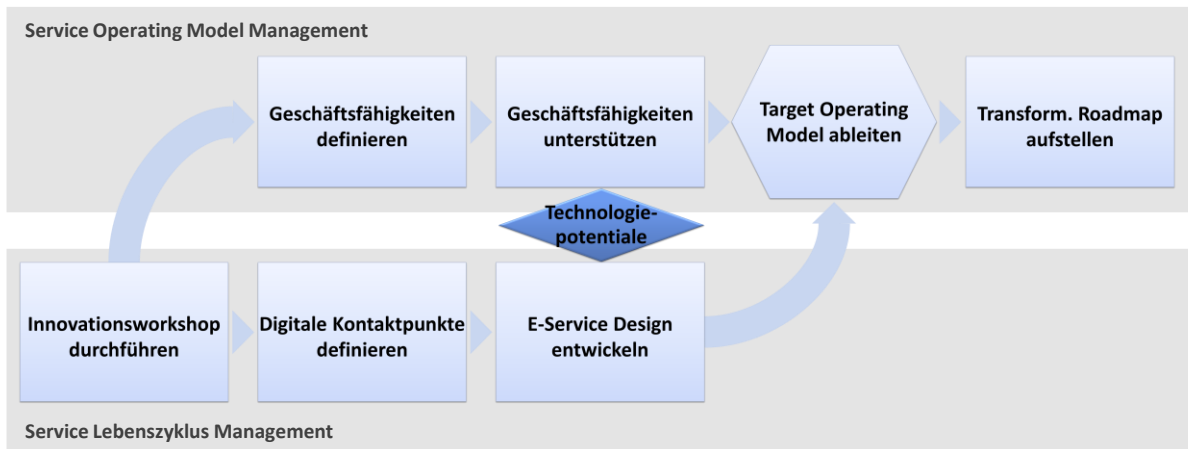 Service Operating Model Management
Geschäftsfähigkeiten
definieren
Geschäftsfähigkeiten
unterstützen
Target Operating
Model ableiten
Transform. Roadmap
aufstellen
Technologie-
potentiale
Innovationsworkshop
durchführen
Digitale Kontaktpunkte
definieren
E-Service Design
entwickeln
Service Lebenszyklus Management